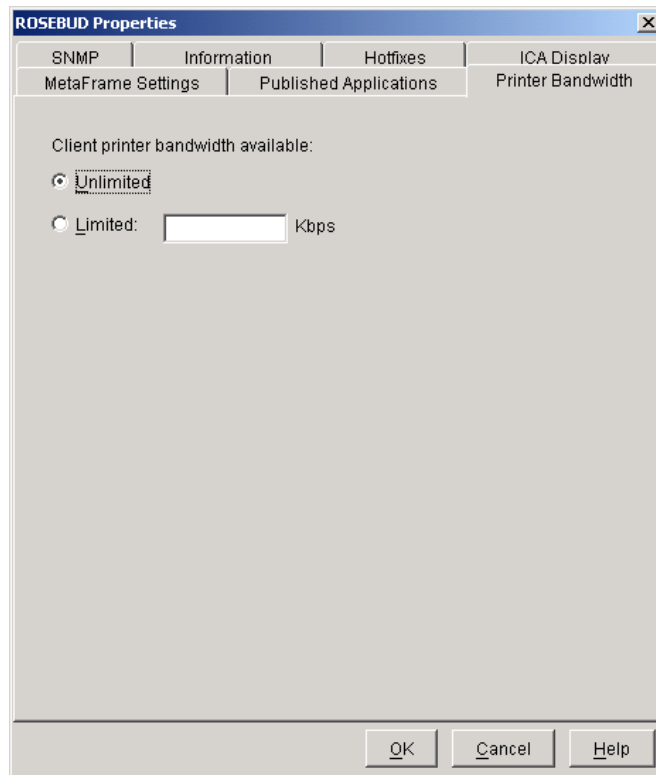 ROSEBUD Properties
SNMP Information Hotfixes ICA Display
MetaFrame Settings Published Applications Printer Bandwidth
Client printer bandwidth available:
Unlimited
Limited: Kbps
OK Cancel Help